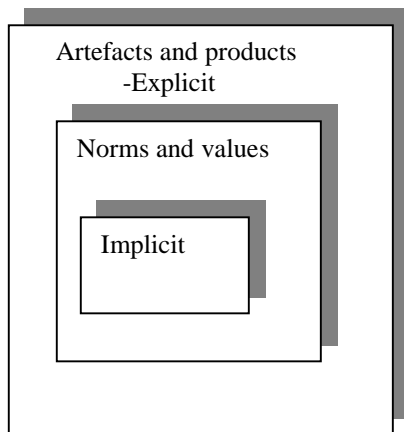 Artefacts and products
-Explicit
Norms and values
Implicit